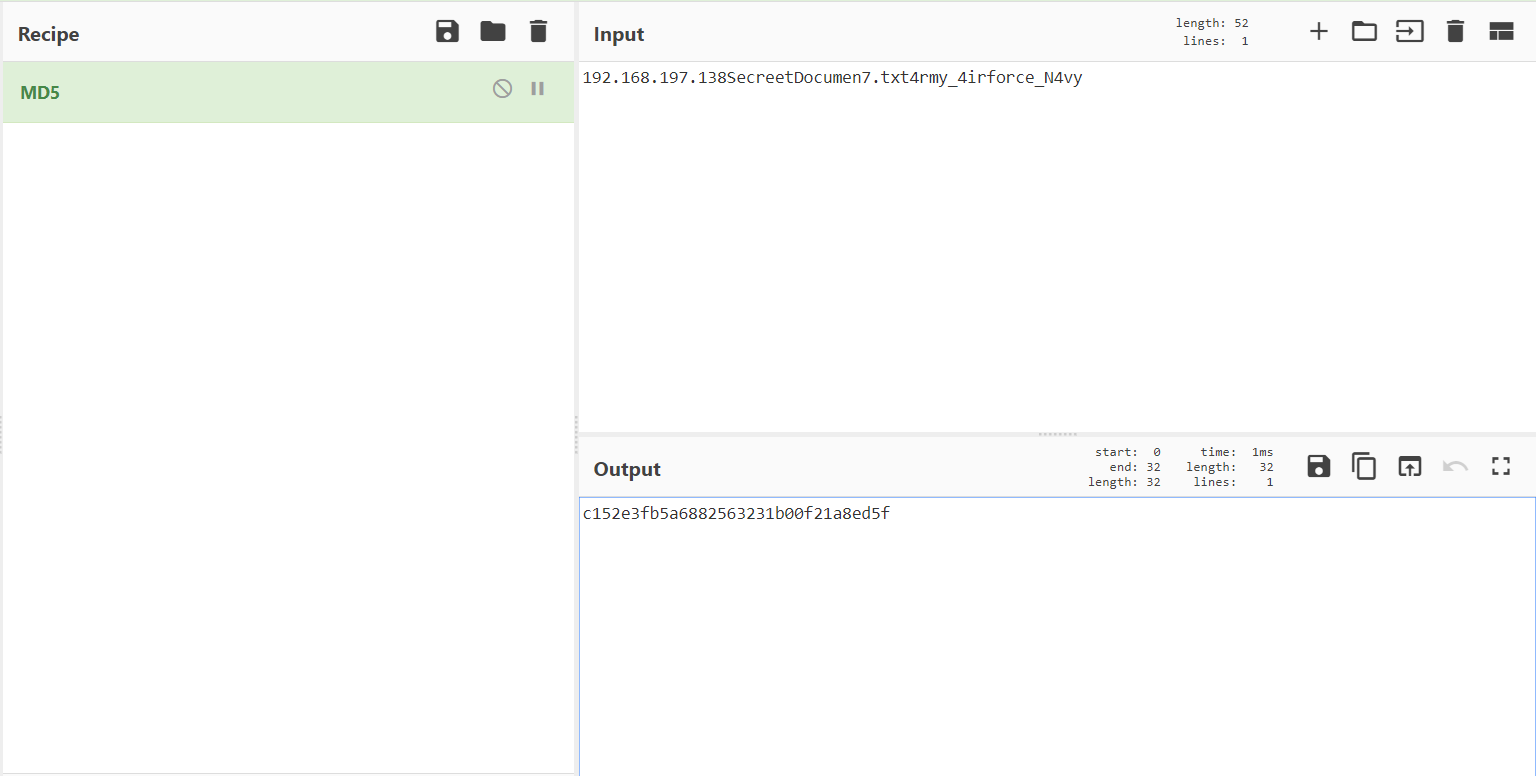 Recipe
MD5
Input
length: 52
lines: 1
192.168.197.138SecreetDocumen7.txt4rmy_4irforce_N4vy
Output
start: 0 time: 1ms
end: 32 length: 32
length: 32 lines: 1
c152e3fb5a6882563231b00f21a8ed5f